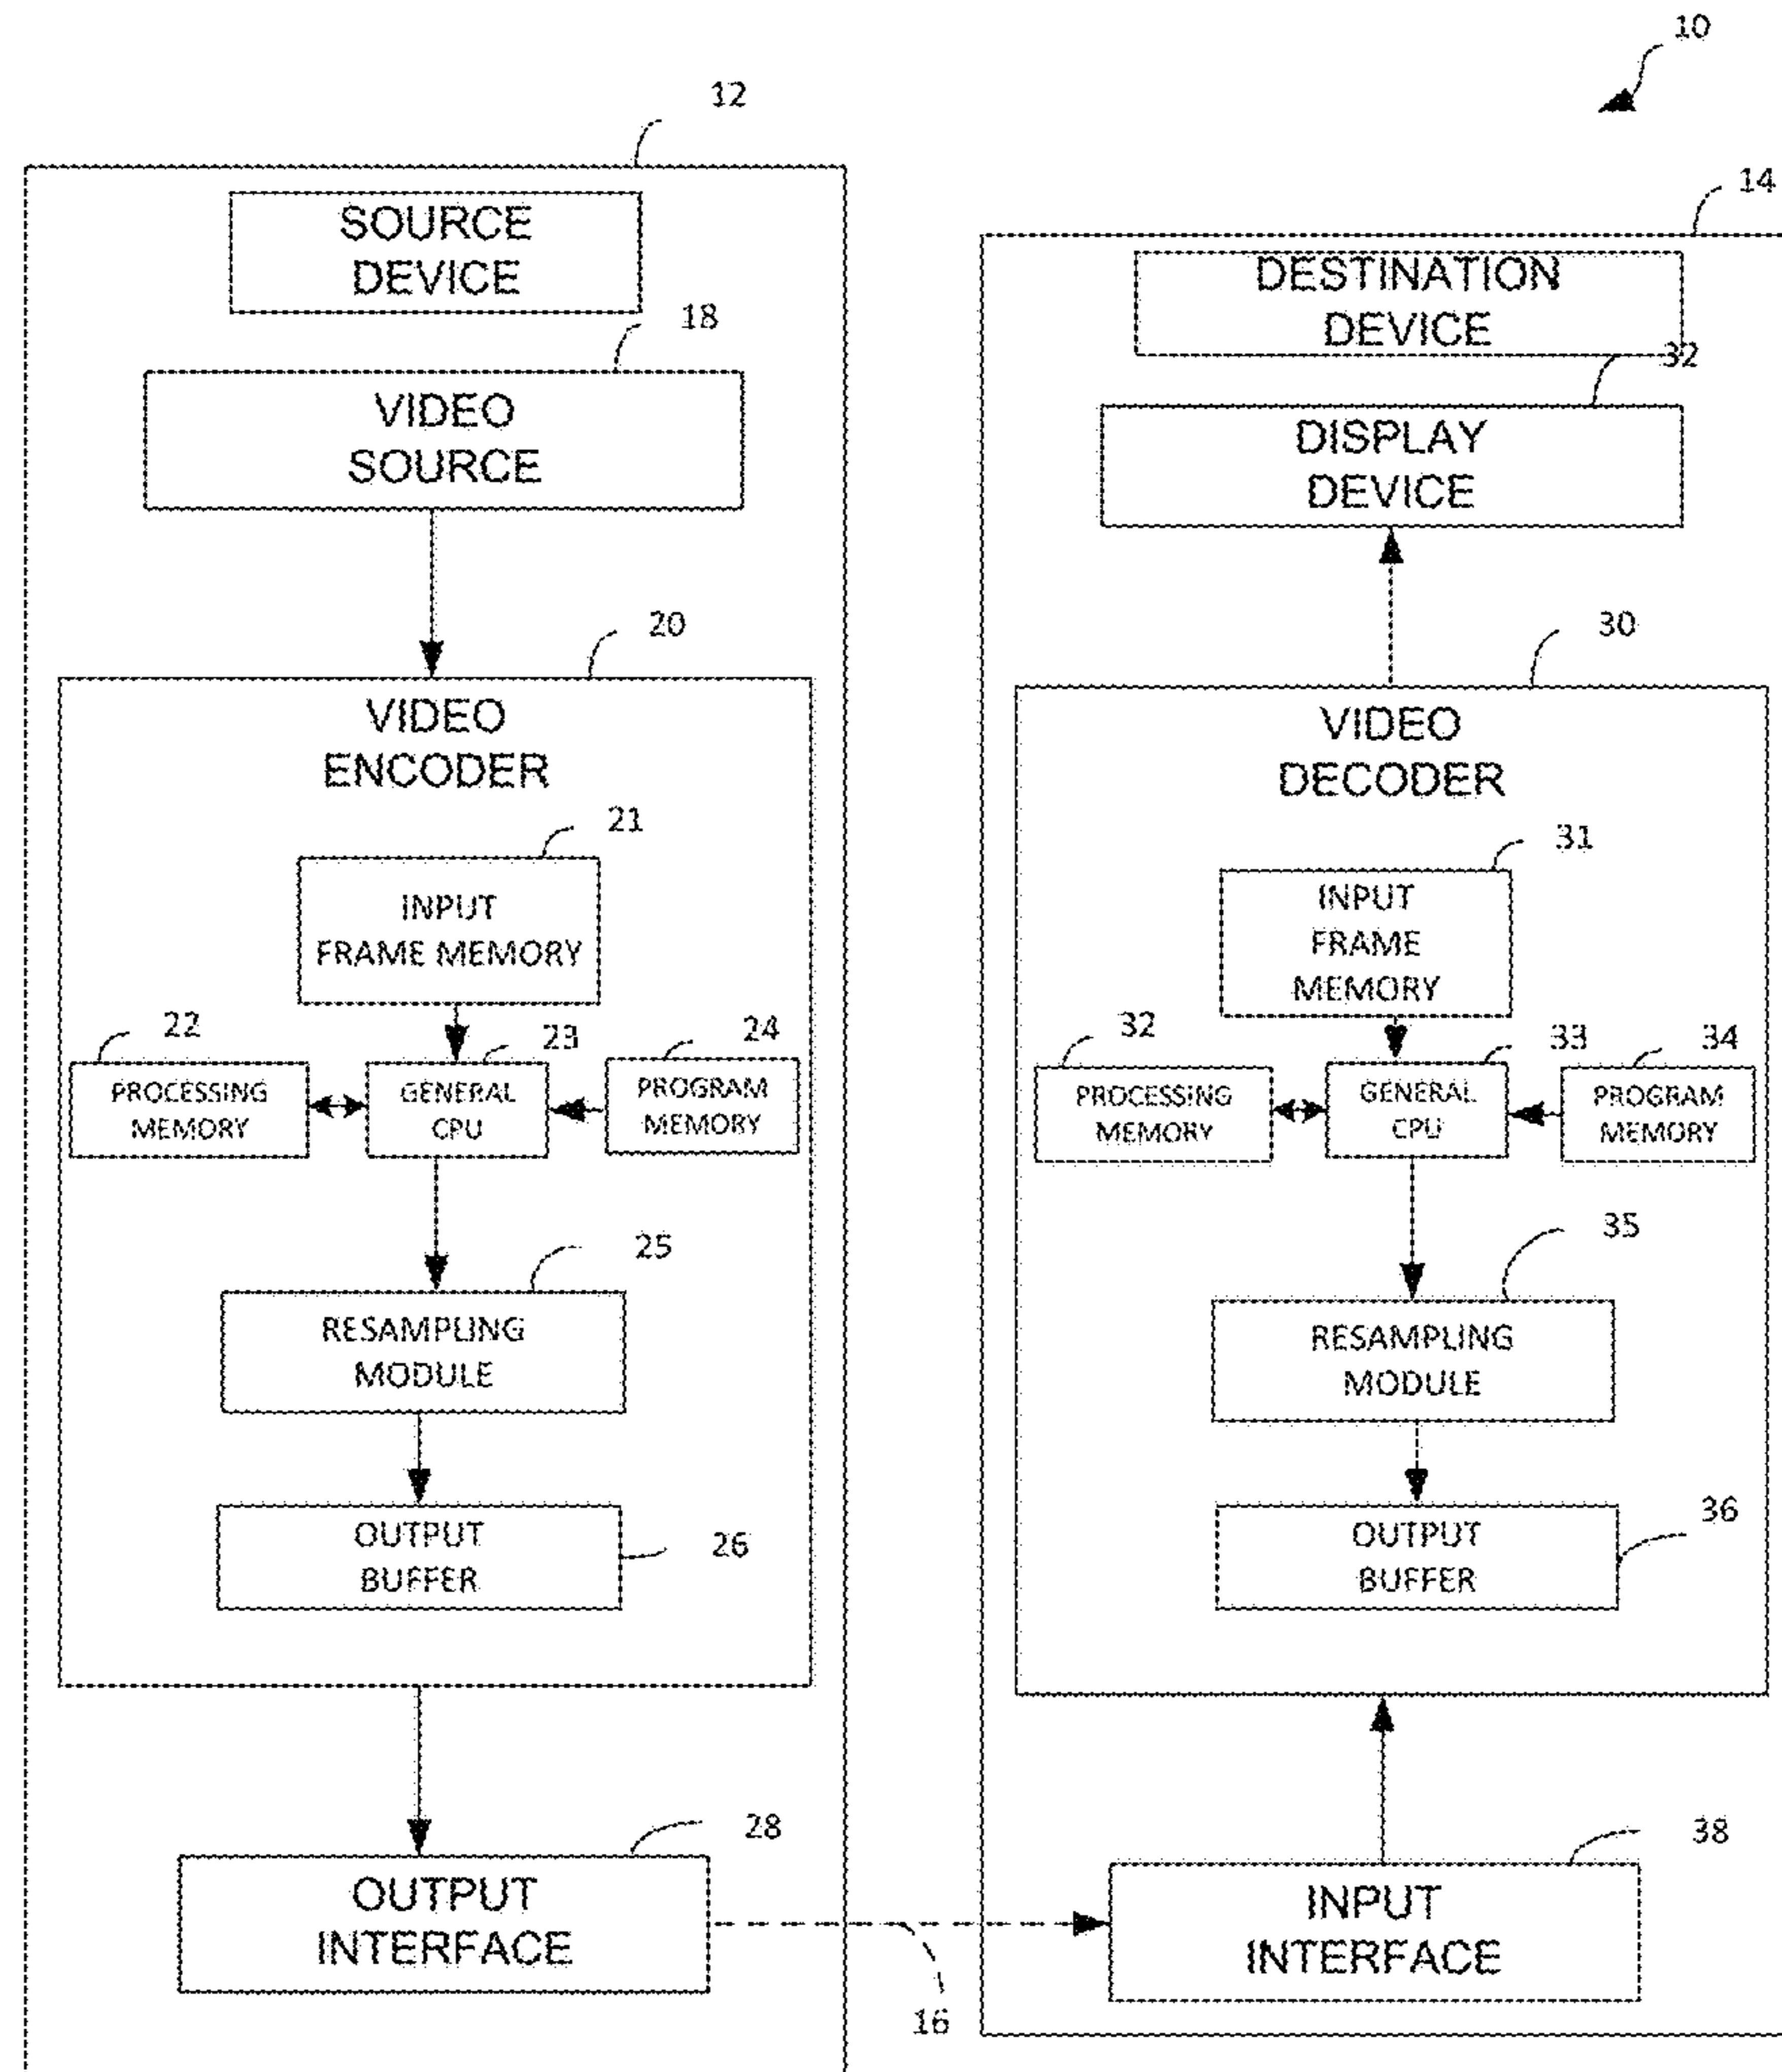 10
12
SOURCE
DEVICE
18
VIDEO
SOURCE
20
VIDEO
ENCODER
21
INPUT
FRAME MEMORY
22
23
24
PROCESSING
MEMORY
GENERAL
CPU
PROGRAM
MEMORY
25
RESAMPLING
MODULE
OUTPUT
BUFFER
26
28
OUTPUT
INTERFACE
16
14
DESTINATION
DEVICE
32
DISPLAY
DEVICE
30
VIDEO
DECODER
31
INPUT
FRAME
MEMORY
32
33
34
PROCESSING
MEMORY
GENERAL
CPU
PROGRAM
MEMORY
35
RESAMPLING
MODULE
36
OUTPUT
BUFFER
38
INPUT
INTERFACE